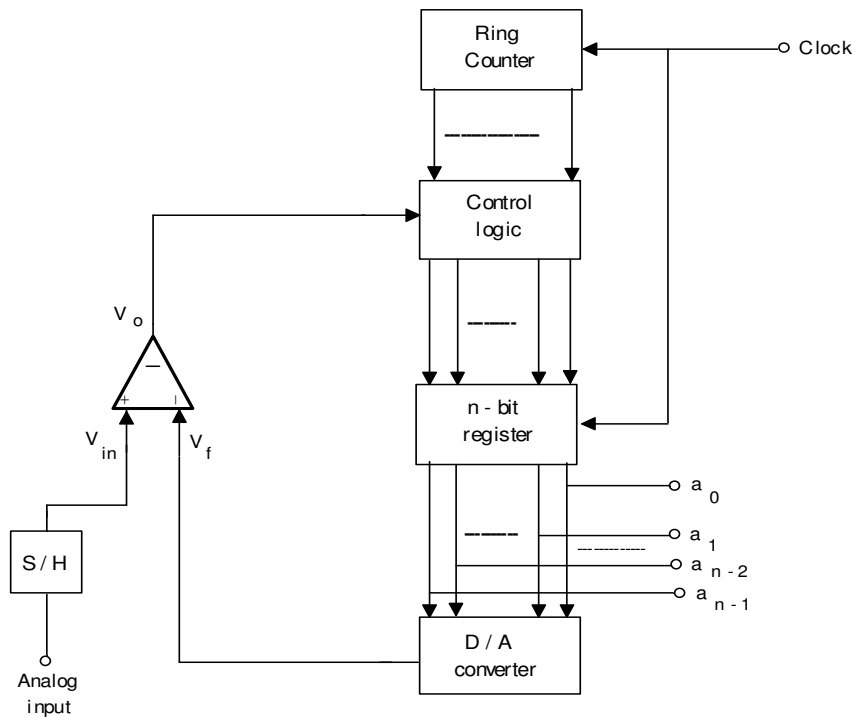 Ring
Counter
Clock
Control
logic
V o
−
+ −
V in
V f
n - bit
register
a 0
a 1
a n - 2
a n - 1
S / H
D / A
converter
Analog
input